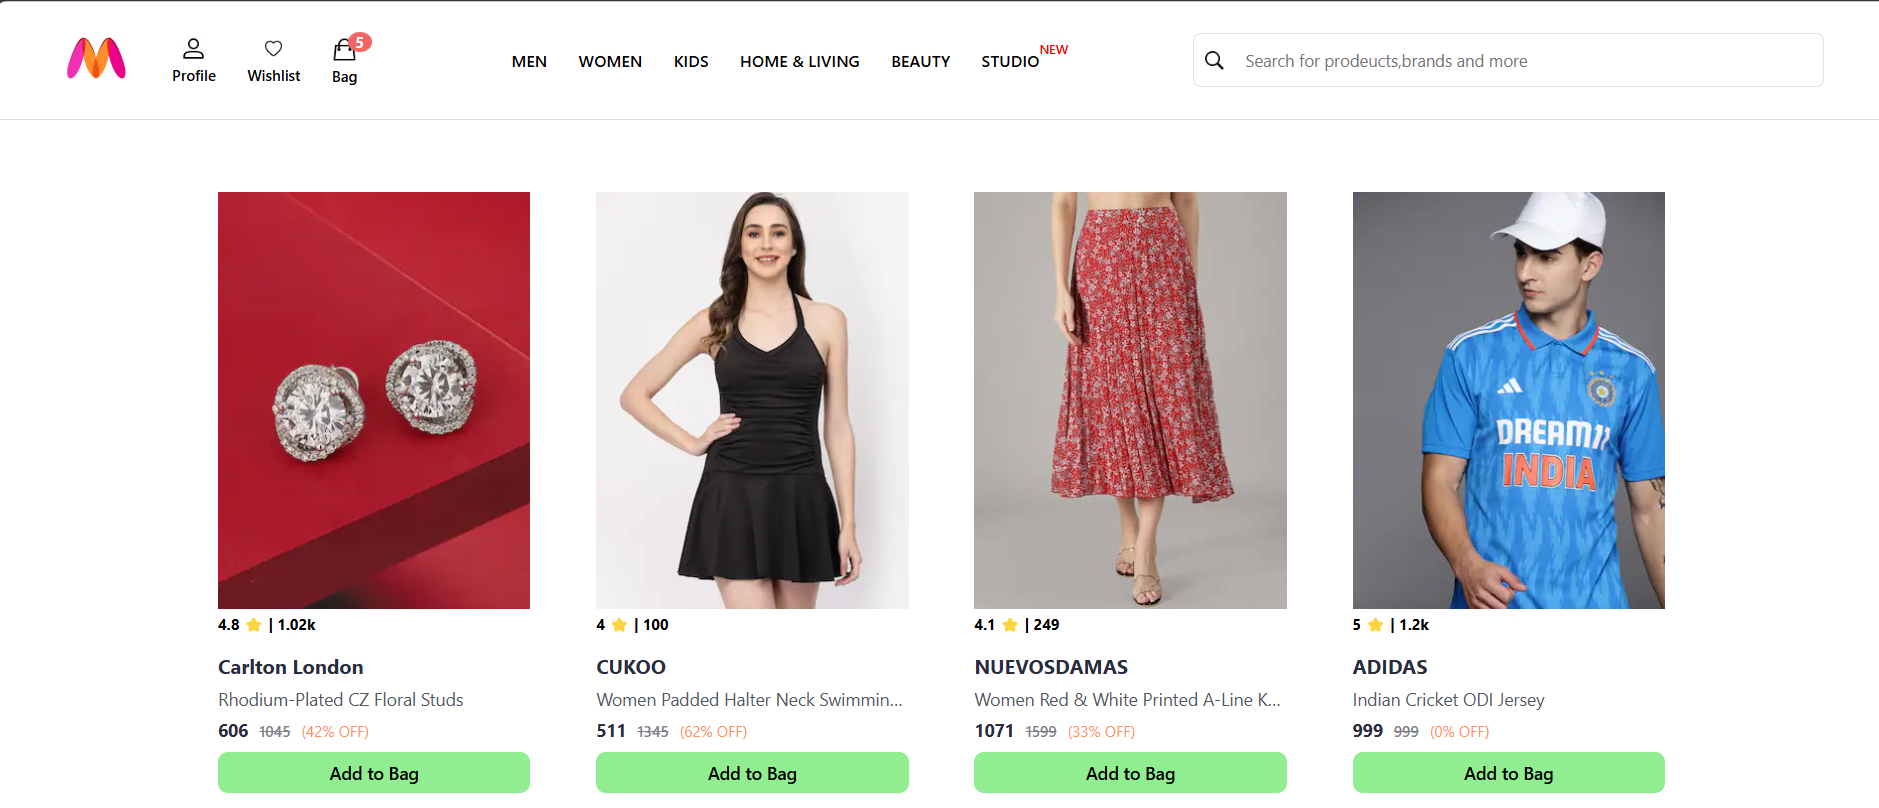 Profile
Wishlist
5
Bag
MEN
WOMEN
KIDS
HOME & LIVING
BEAUTY
STUDIO
NEW
Search for prodeucts,brands and more
DREAM11
INDIA
4.8 ⭐ | 1.02k
Carlton London
Rhodium-Plated CZ Floral Studs
606 1045 (42% OFF)
Add to Bag
4 ⭐ | 100
CUKOO
Women Padded Halter Neck Swimmin...
511 1345 (62% OFF)
Add to Bag
4.1 ⭐ | 249
NUEVOSDAMAS
Women Red & White Printed A-Line K...
1071 1599 (33% OFF)
Add to Bag
5 ⭐ | 1.2k
ADIDAS
Indian Cricket ODI Jersey
999 999 (0% OFF)
Add to Bag